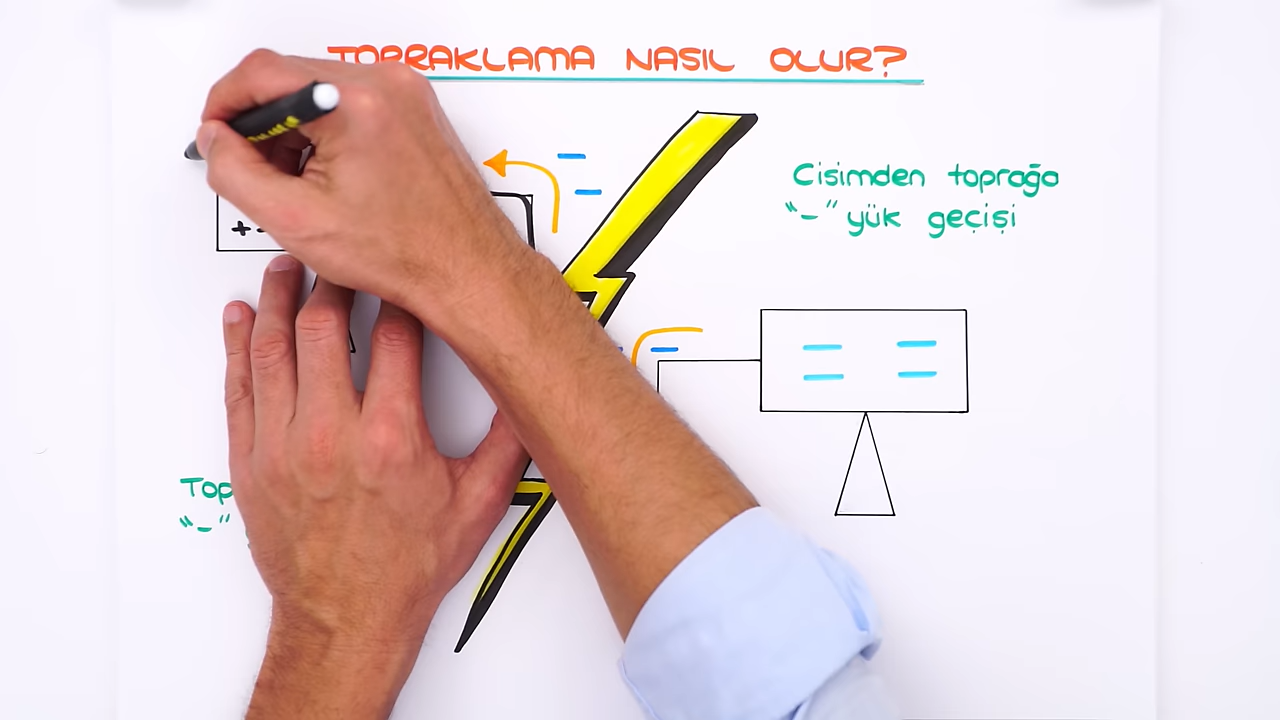 TOPRAKLAMA NASIL OLUR?
Cisimden toprağa
“-” yük geçişi
+-
Top
“-”